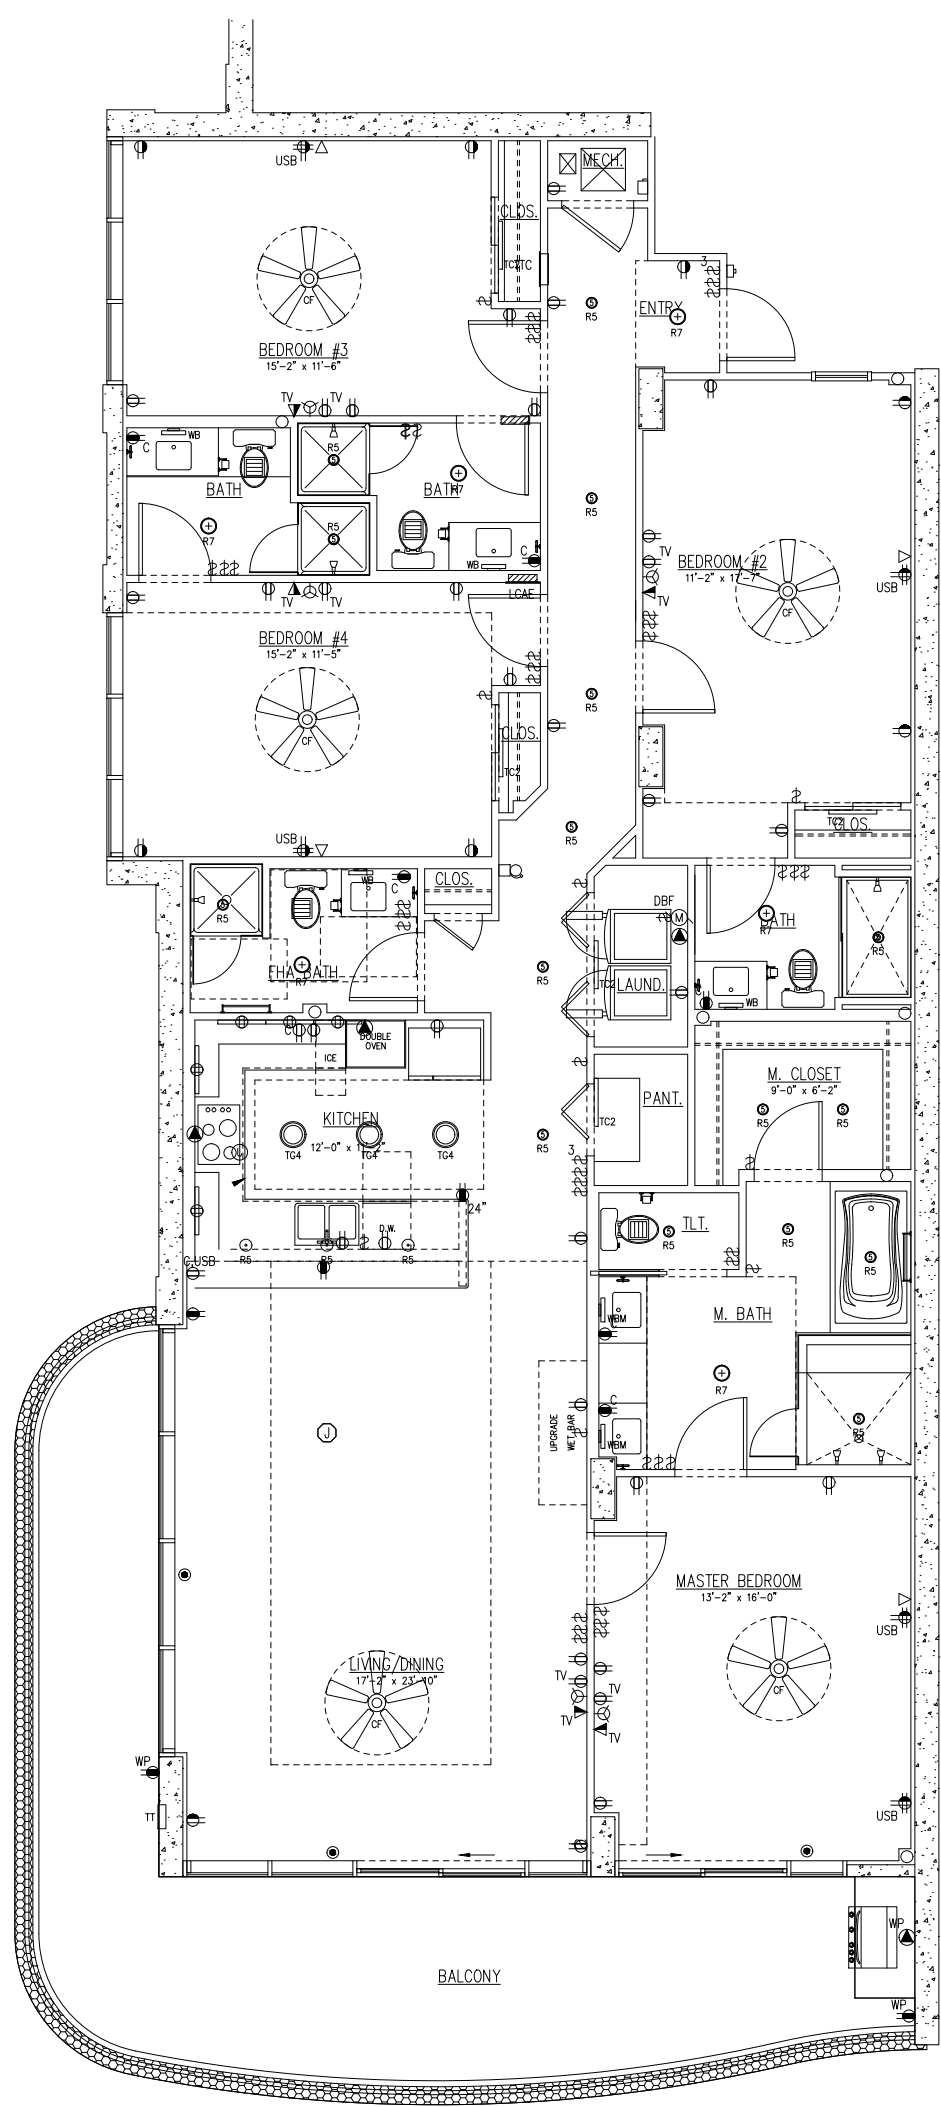 USB
MECH.
CLOS.
TC
3
CF
R5
ENTRY
R7
BEDROOM #3
15'-2" x 11'-6"
TV
TV
WB
C
R5
BATH
BATH
R7
R7
R5
R5
C
WB
TV
BEDROOM #2
11'-2" x 17'-7"
USB
TV
TV
LCAF
CF
BEDROOM #4
15'-2" x 11'-5"
R5
CF
CLOS.
TC2
TC2
CLOS.
R5
USB
WB
C
CLOS.
R5
DBF
M
BATH
R7
R5
FHA BATH
R7
R5
TC2
LAUND.
WB
C
DOUBLE
OVEN
ICE
M. CLOSET
9'-0" x 6'-2"
PANT.
R5
R5
KITCHEN
TC2
TG4
TG4
TG4
R5
3
24"
TLT.
D.W.
R5
R5
R5
R5
R5
C.USB
R5
M. BATH
WBM
R7
C
UPGRADE
WET BAR
J
R5
WBM
MASTER BEDROOM
13'-2" x 16'-0"
USB
LIVING/DINING
17'-2" x 23'-10"
TV
TV
CF
TV
TV
CF
WP
TT
USB
WP
BALCONY
WP